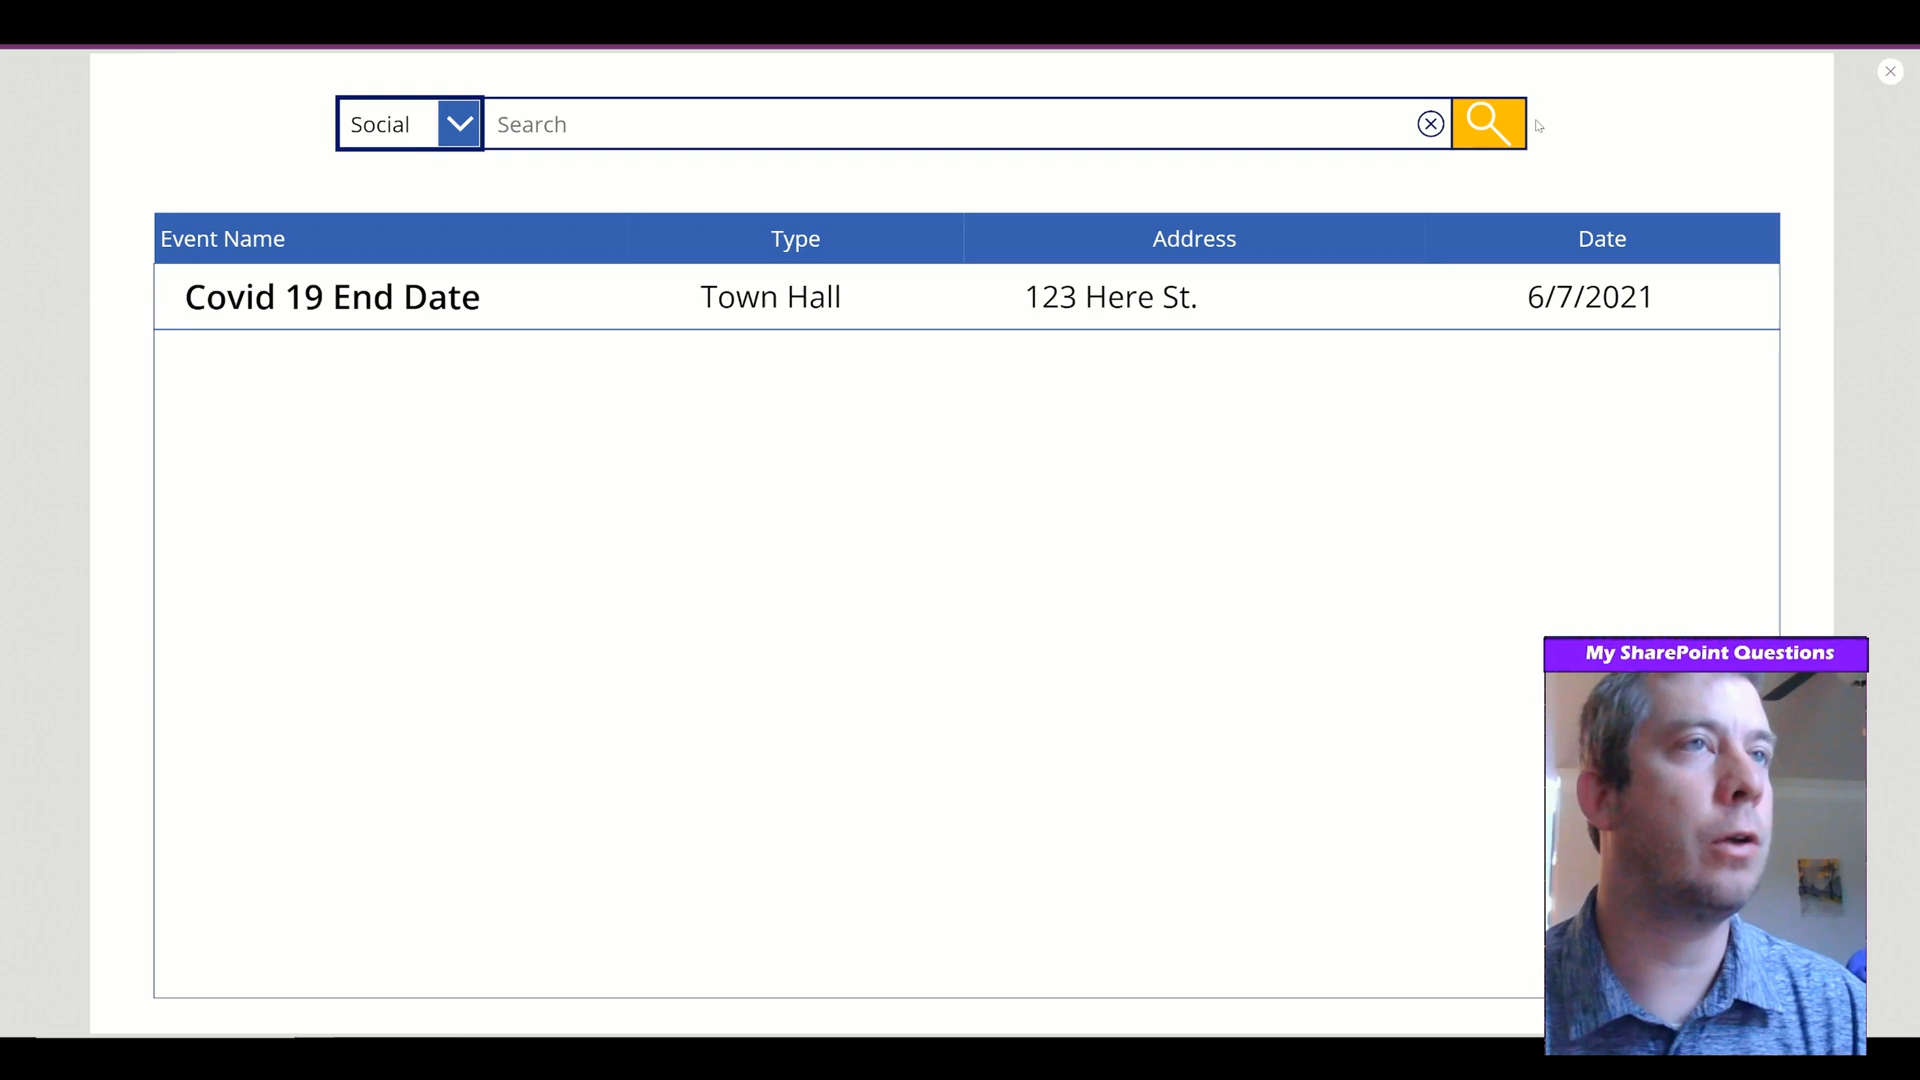 Social Search
Event Name Type Address Date
Covid 19 End Date Town Hall 123 Here St. 6/7/2021
My SharePoint Questions